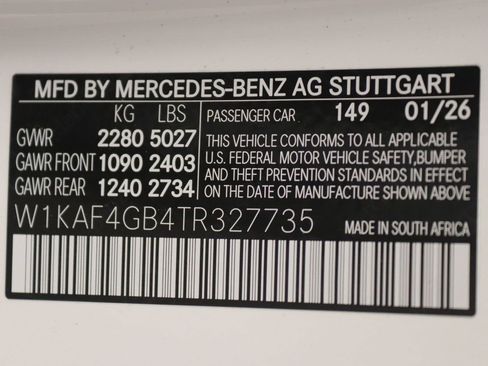 MFD BY MERCEDES-BENZ AG STUTTGART
KG LBS PASSENGER CAR 149 01/26
GVWR 2280 5027 THIS VEHICLE CONFORMS TO ALL APPLICABLE
GAWR FRONT 1090 2403 U.S. FEDERAL MOTOR VEHICLE SAFETY,BUMPER
GAWR REAR 1240 2734 AND THEFT PREVENTION STANDARDS IN EFFECT
ON THE DATE OF MANUFACTURE SHOWN ABOVE.
W1KAF4GB4TR327735
MADE IN SOUTH AFRICA